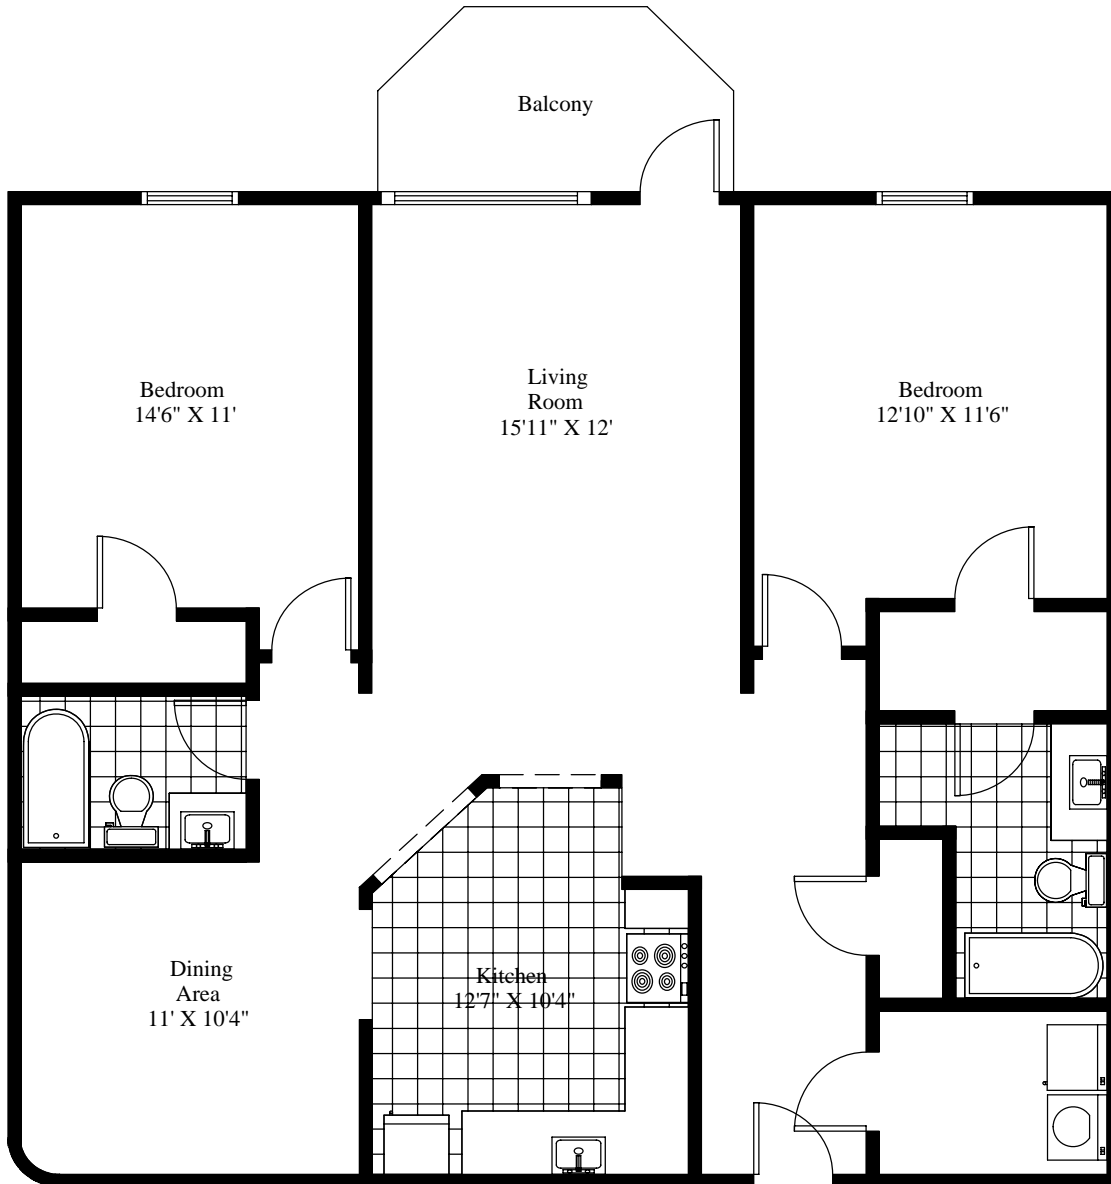 Balcony
Bedroom
14'6" X 11'
Living
Room
15'11" X 12'
Bedroom
12'10" X 11'6"
Dining
Area
11' X 10'4"
Kitchen
12'7" X 10'4"